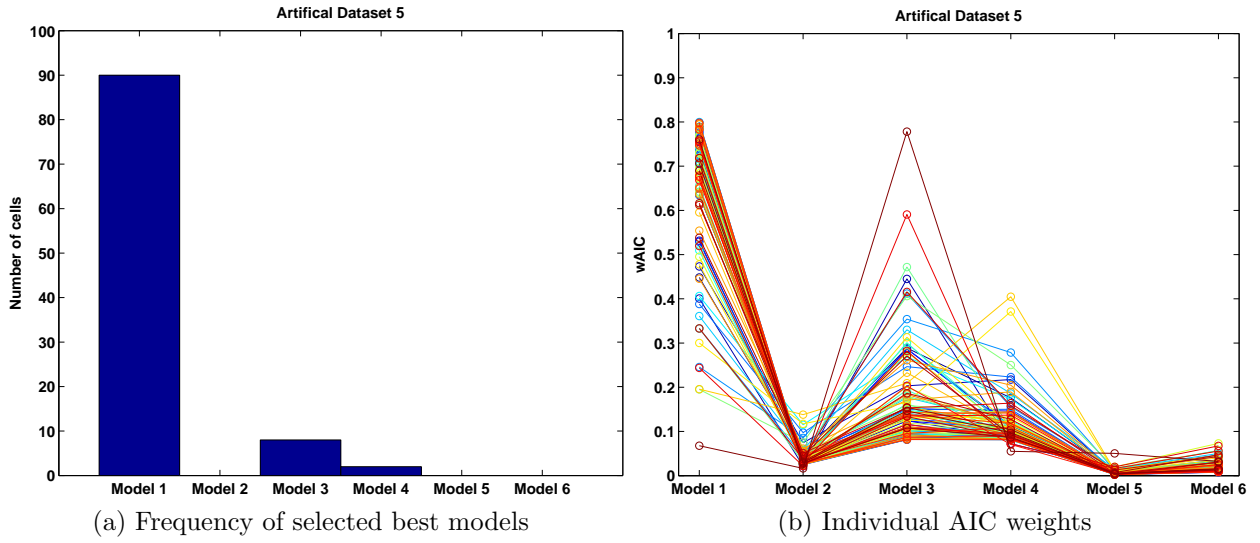 Artifical Dataset 5
100
90
80
70
60
50
40
30
20
10
0
Number of cells
Model 1 Model 2 Model 3 Model 4 Model 5 Model 6
(a) Frequency of selected best models
Artifical Dataset 5
1
0.9
0.8
0.7
0.6
0.5
0.4
0.3
0.2
0.1
0
wAIC
Model 1 Model 2 Model 3 Model 4 Model 5 Model 6
(b) Individual AIC weights